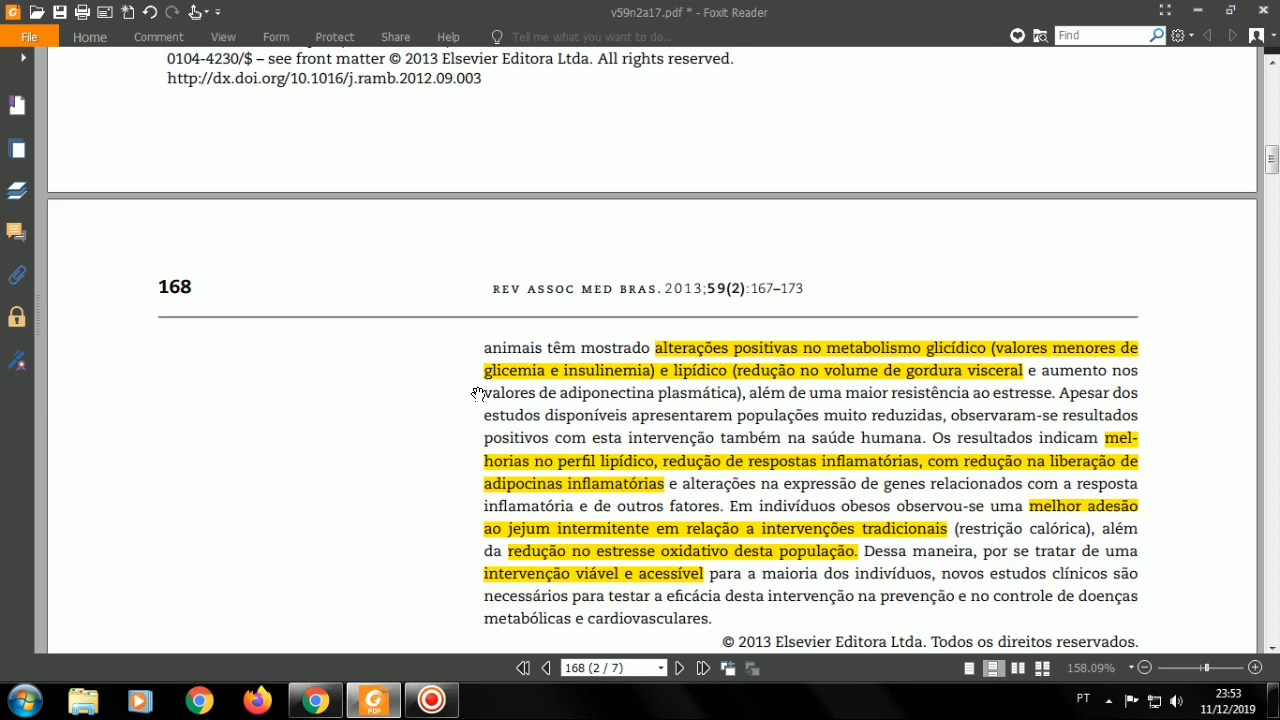 v59n2a17.pdf * - Foxit Reader
File Home Comment View Form Protect Share Help Tell me what you want to do.. Find
0104-4230/$ – see front matter © 2013 Elsevier Editora Ltda. All rights reserved.
http://dx.doi.org/10.1016/j.ramb.2012.09.003
168 REV ASSOC MED BRAS. 2013;59(2):167–173
animais têm mostrado alterações positivas no metabolismo glicídico (valores menores de
glicemia e insulinemia) e lipídico (redução no volume de gordura visceral e aumento nos
valores de adiponectina plasmática), além de uma maior resistência ao estresse. Apesar dos
estudos disponíveis apresentarem populações muito reduzidas, observaram-se resultados
positivos com esta intervenção também na saúde humana. Os resultados indicam mel-
horias no perfil lipídico, redução de respostas inflamatórias, com redução na liberação de
adipocinas inflamatórias e alterações na expressão de genes relacionados com a resposta
inflamatória e de outros fatores. Em indivíduos obesos observou-se uma melhor adesão
ao jejum intermitente em relação a intervenções tradicionais (restrição calórica), além
da redução no estresse oxidativo desta população. Dessa maneira, por se tratar de uma
intervenção viável e acessível para a maioria dos indivíduos, novos estudos clínicos são
necessários para testar a eficácia desta intervenção na prevenção e no controle de doenças
metabólicas e cardiovasculares.
© 2013 Elsevier Editora Ltda. Todos os direitos reservados.
168 (2 / 7) 158.09%
PDF
PT 23:53
11/12/2019